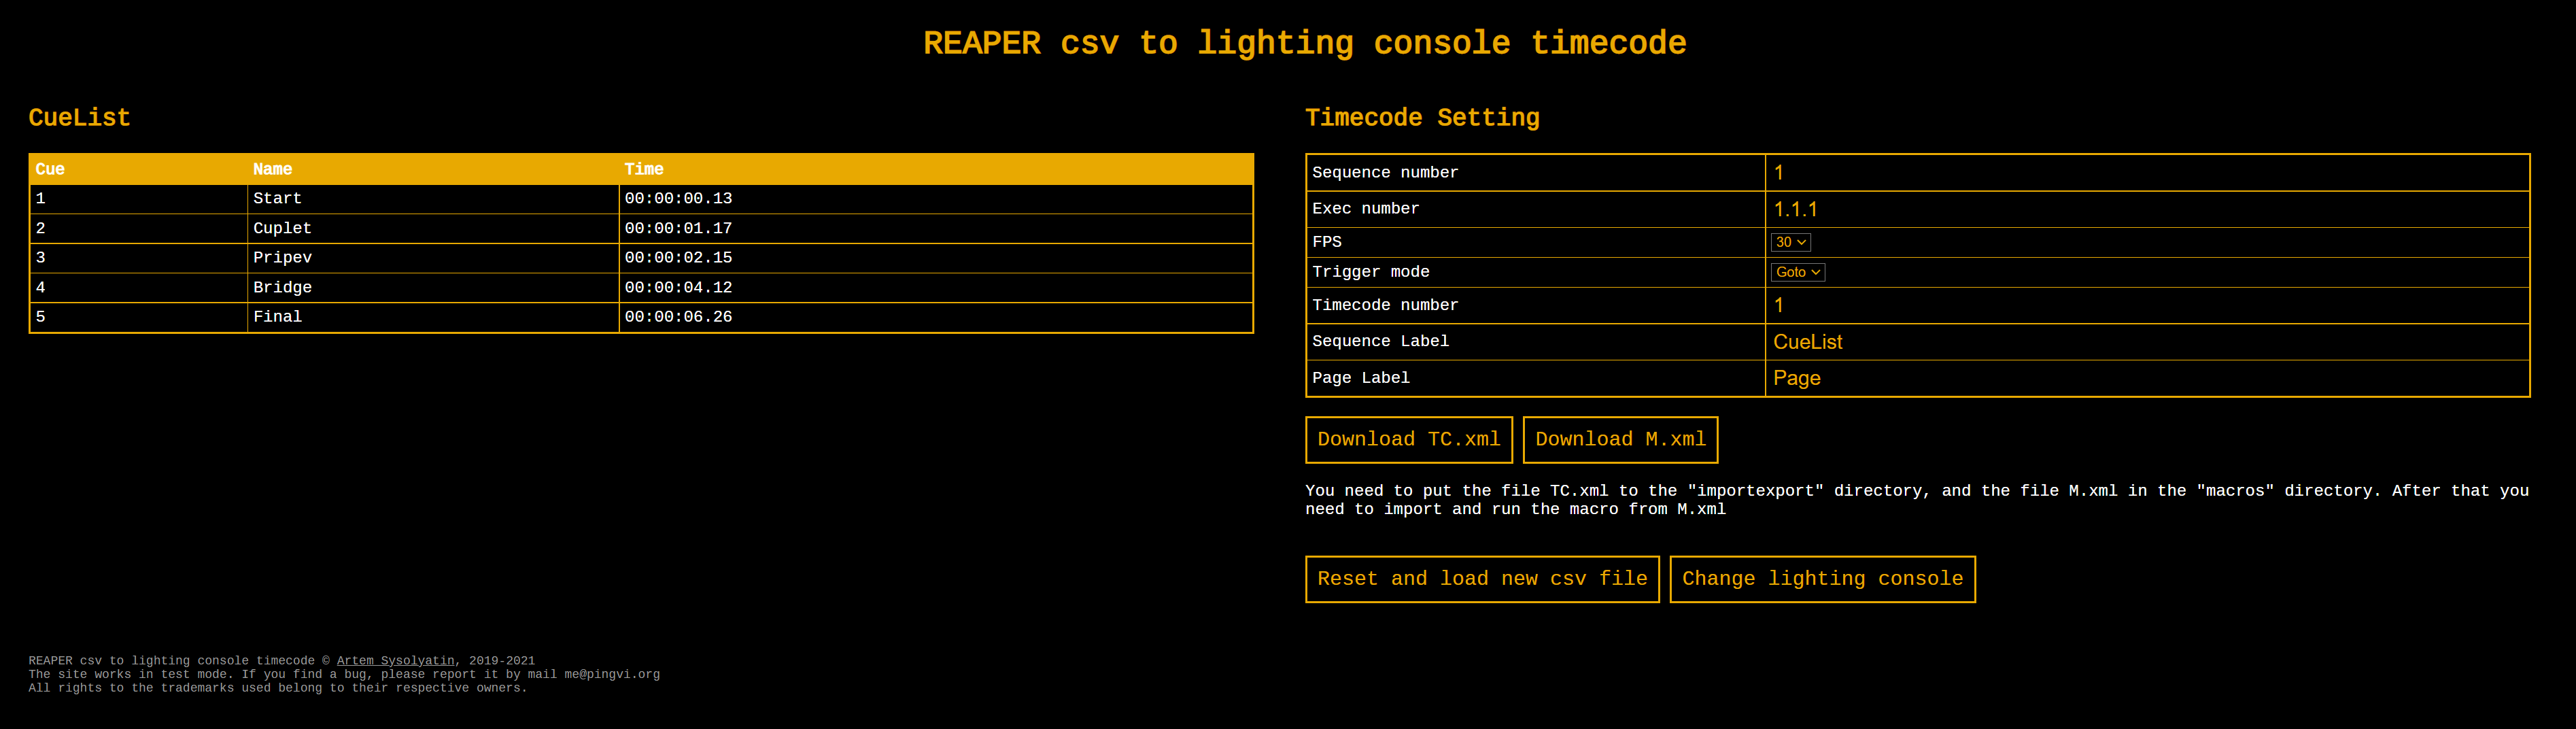 REAPER csv to lighting console timecode
CueList
Cue Name Time
1 Start 00:00:00.13
2 Cuplet 00:00:01.17
3 Pripev 00:00:02.15
4 Bridge 00:00:04.12
5 Final 00:00:06.26
Timecode Setting
Sequence number 1
Exec number 1.1.1
FPS 30
Trigger mode Goto
Timecode number 1
Sequence Label CueList
Page Label Page
Download TC.xml Download M.xml
You need to put the file TC.xml to the "importexport" directory, and the file M.xml in the "macros" directory. After that you
need to import and run the macro from M.xml
Reset and load new csv file Change lighting console
REAPER csv to lighting console timecode © Artem Sysolyatin, 2019-2021
The site works in test mode. If you find a bug, please report it by mail me@pingvi.org
All rights to the trademarks used belong to their respective owners.